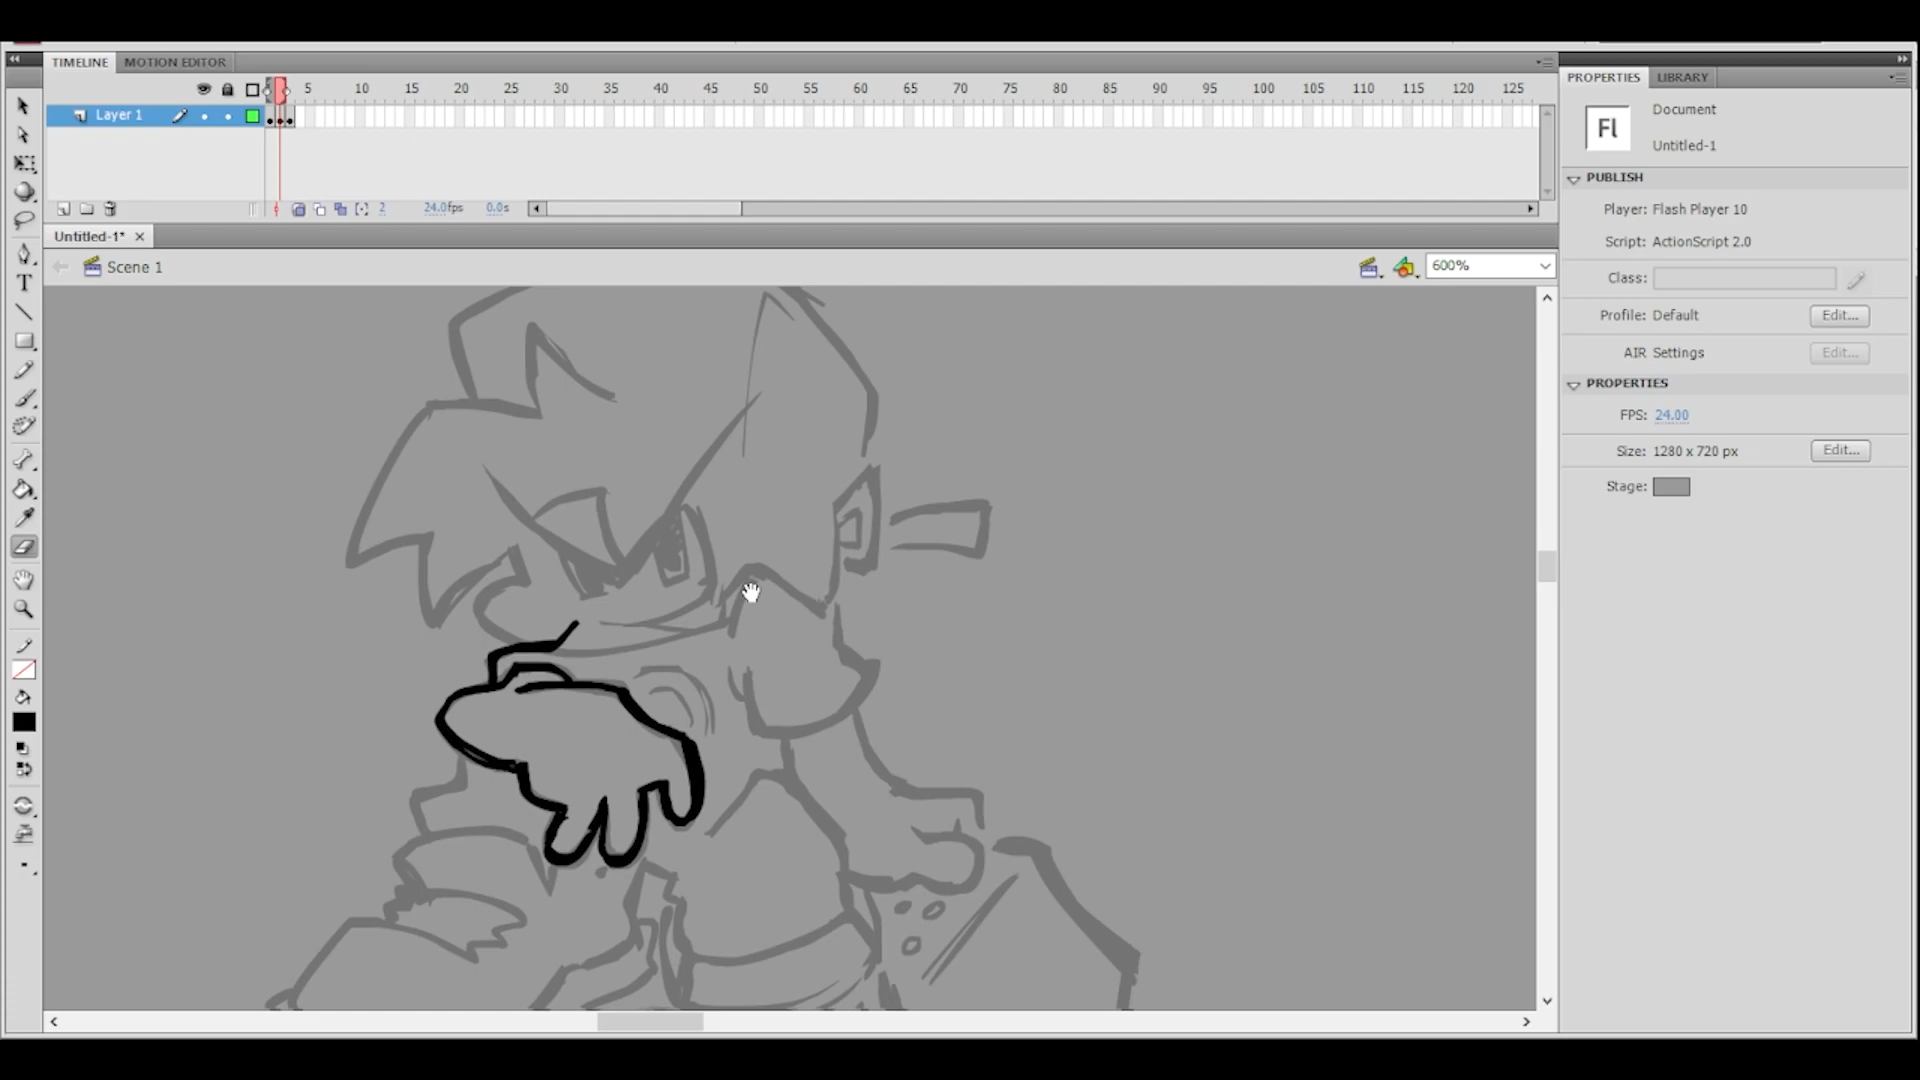 TIMELINE MOTION EDITOR
5 10 15 20 25 30 35 40 45 50 55 60 65 70 75 80 85 90 95 100 105 110 115 120 125
Layer 1
2 24.0fps 0.0s
Untitled-1*
Scene 1
600%
T
PROPERTIES LIBRARY
Fl
Document
Untitled-1
PUBLISH
Player: Flash Player 10
Script: ActionScript 2.0
Class:
Profile: Default Edit...
AIR Settings Edit...
PROPERTIES
FPS: 24.00
Size: 1280 x 720 px Edit...
Stage: